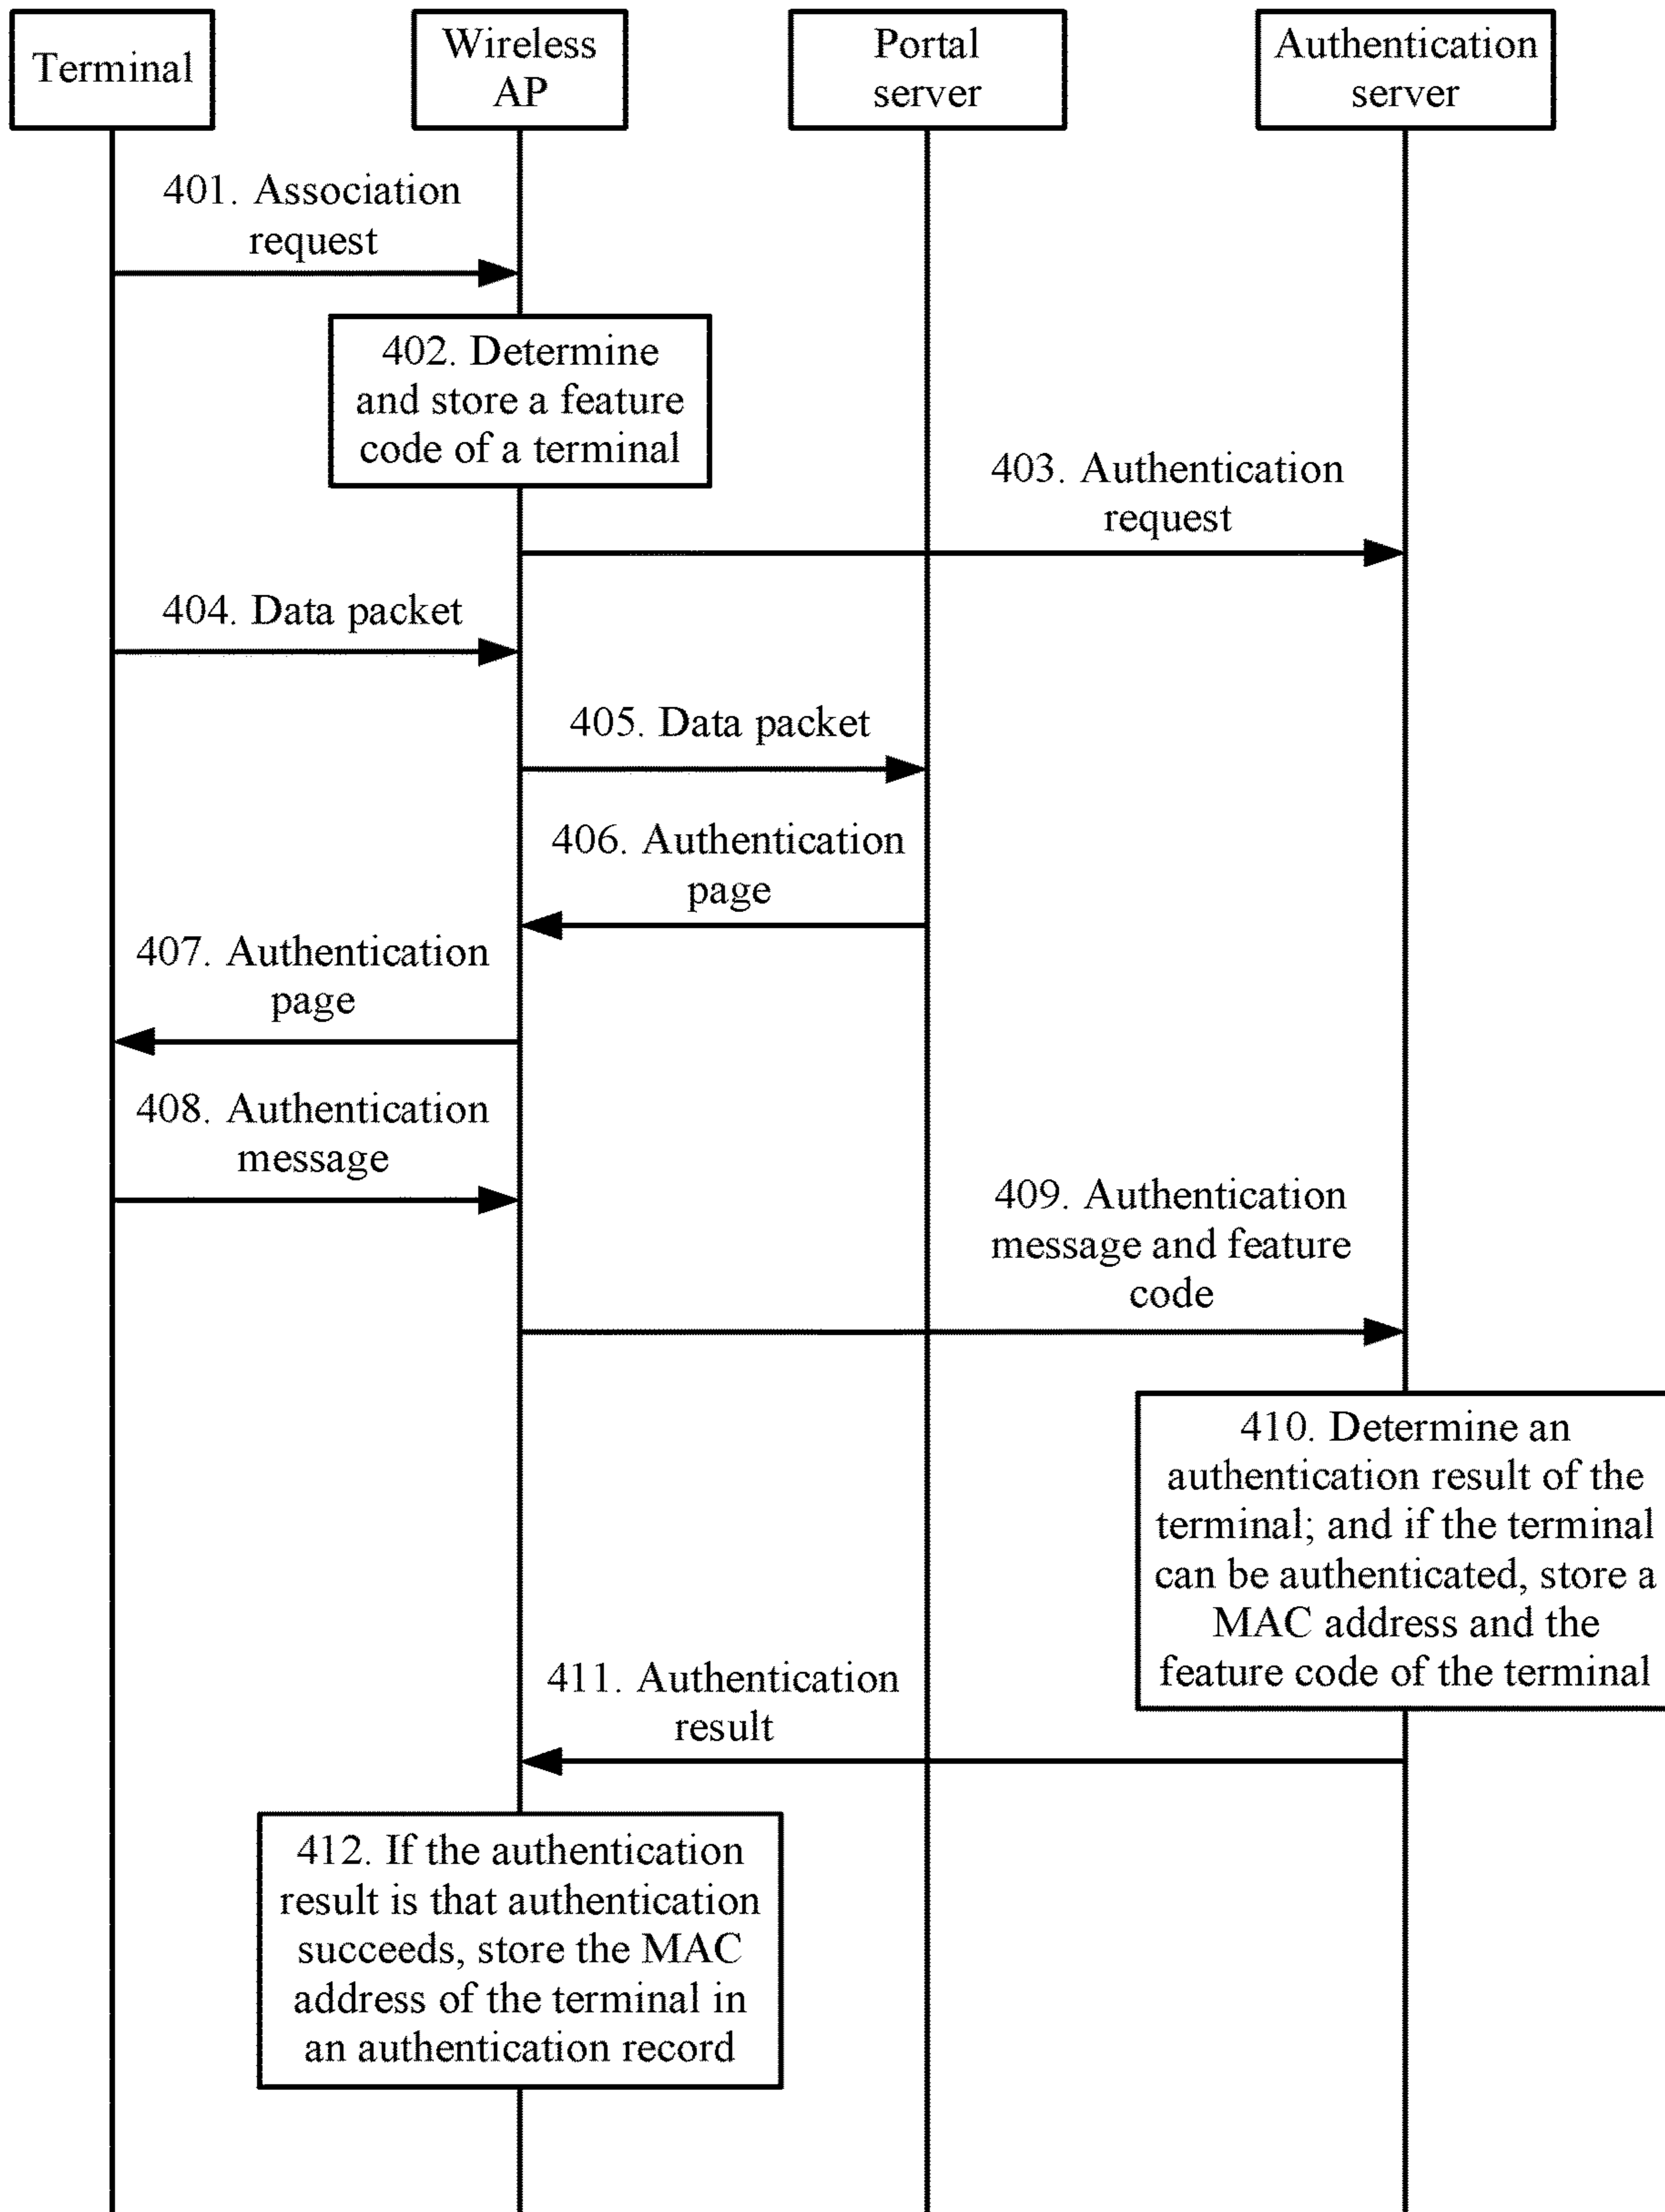 Terminal
Wireless
AP
Portal
server
Authentication
server
401. Association
request
402. Determine
and store a feature
code of a terminal
403. Authentication
request
404. Data packet
405. Data packet
406. Authentication
page
407. Authentication
page
408. Authentication
message
409. Authentication
message and feature
code
410. Determine an
authentication result of the
terminal; and if the terminal
can be authenticated, store a
MAC address and the
feature code of the terminal
411. Authentication
result
412. If the authentication
result is that authentication
succeeds, store the MAC
address of the terminal in
an authentication record